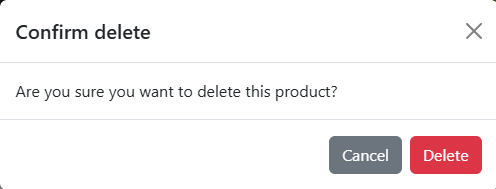 Confirm delete
Are you sure you want to delete this product?
Cancel Delete